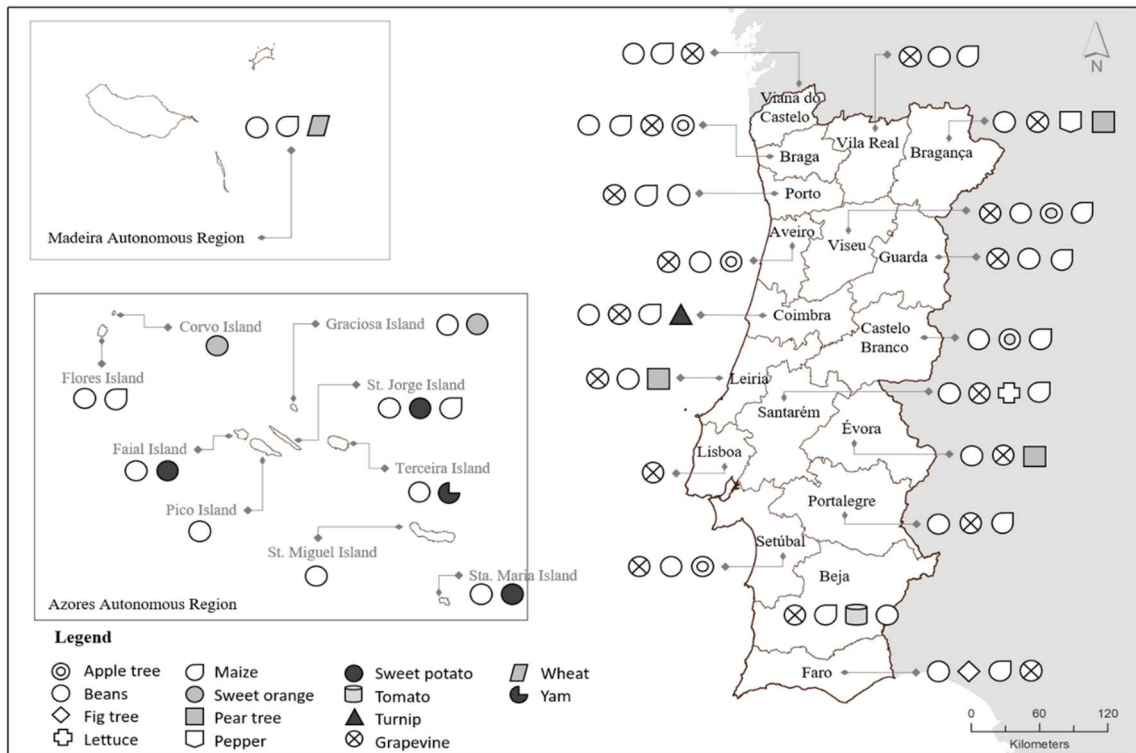 Madeira Autonomous Region
Corvo Island
Graciosa Island
Flores Island
St. Jorge Island
Faial Island
Terceira Island
Pico Island
St. Miguel Island
Sta. Maria Island
Azores Autonomous Region
N
Viana do
Castelo
Vila Real
Bragança
Braga
Porto
Aveiro
Viseu
Guarda
Coimbra
Castelo
Branco
Leiria
Santarém
Évora
Lisboa
Portalegre
Setúbal
Beja
Faro
Legend
Apple tree
Beans
Fig tree
Lettuce
Maize
Sweet orange
Pear tree
Pepper
Sweet potato
Tomato
Turnip
Grapevine
Wheat
Yam
0 60 120
Kilometers